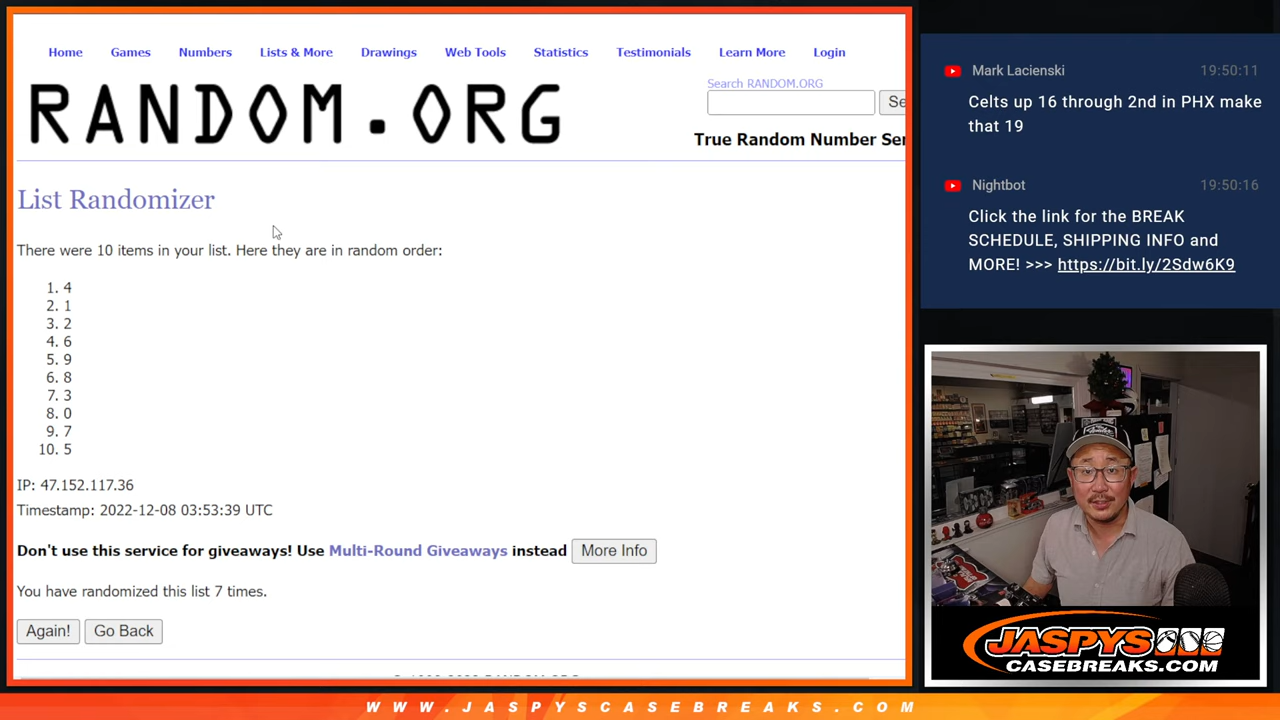 Home Games Numbers Lists & More Drawings Web Tools Statistics Testimonials Learn More Login
RANDOM.ORG
Search RANDOM.ORG
Se
True Random Number Ser
List Randomizer
There were 10 items in your list. Here they are in random order:
1. 4
2. 1
3. 2
4. 6
5. 9
6. 8
7. 3
8. 0
9. 7
10. 5
IP: 47.152.117.36
Timestamp: 2022-12-08 03:53:39 UTC
Don't use this service for giveaways! Use Multi-Round Giveaways instead More Info
You have randomized this list 7 times.
Again! Go Back
Mark Lacienski 19:50:11
Celts up 16 through 2nd in PHX make
that 19
Nightbot 19:50:16
Click the link for the BREAK
SCHEDULE, SHIPPING INFO and
MORE! >>> https://bit.ly/2Sdw6K9
JASPYS
CASEBREAKS.COM
WWW.JASPYSCASEBREAKS.COM